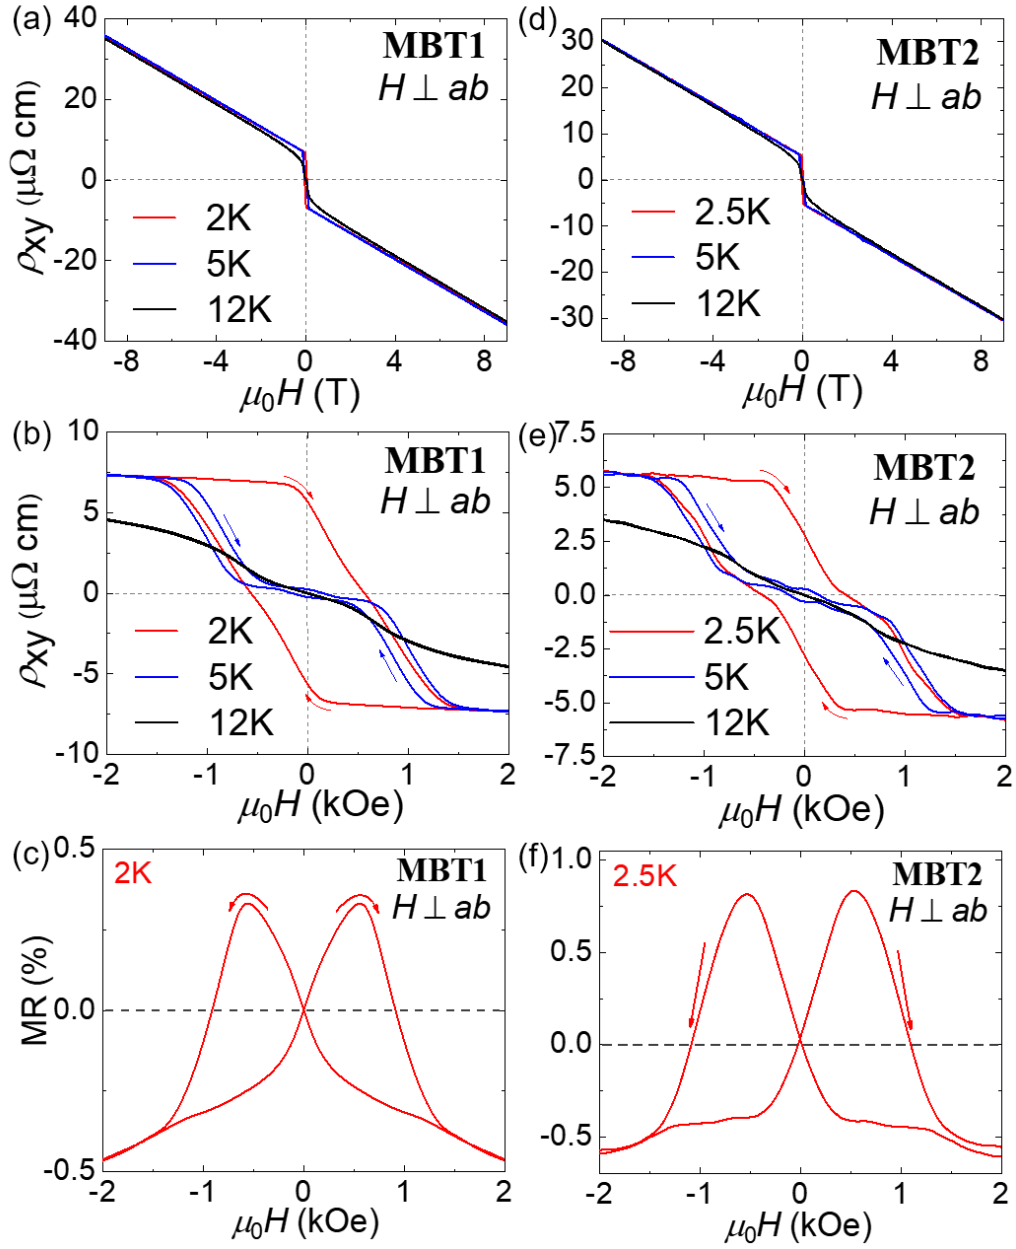 (a)
MBT1
H ⊥ ab
ρxy (μΩ cm)
40
20
0
-20
-40
2K
5K
12K
-8 -4 0 4 8
μ0H (T)
(d)
MBT2
H ⊥ ab
30
20
10
0
-10
-20
-30
2.5K
5K
12K
-8 -4 0 4 8
μ0H (T)
(b)
MBT1
H ⊥ ab
ρxy (μΩ cm)
10
5
0
-5
-10
2K
5K
12K
-2 -1 0 1 2
μ0H (kOe)
(e)
MBT2
H ⊥ ab
7.5
5.0
2.5
0.0
-2.5
-5.0
-7.5
2.5K
5K
12K
-2 -1 0 1 2
μ0H (kOe)
(c)
2K
MBT1
H ⊥ ab
MR (%)
0.5
0.0
-0.5
-2 -1 0 1 2
μ0H (kOe)
(f)
2.5K
MBT2
H ⊥ ab
1.0
0.5
0.0
-0.5
-2 -1 0 1 2
μ0H (kOe)